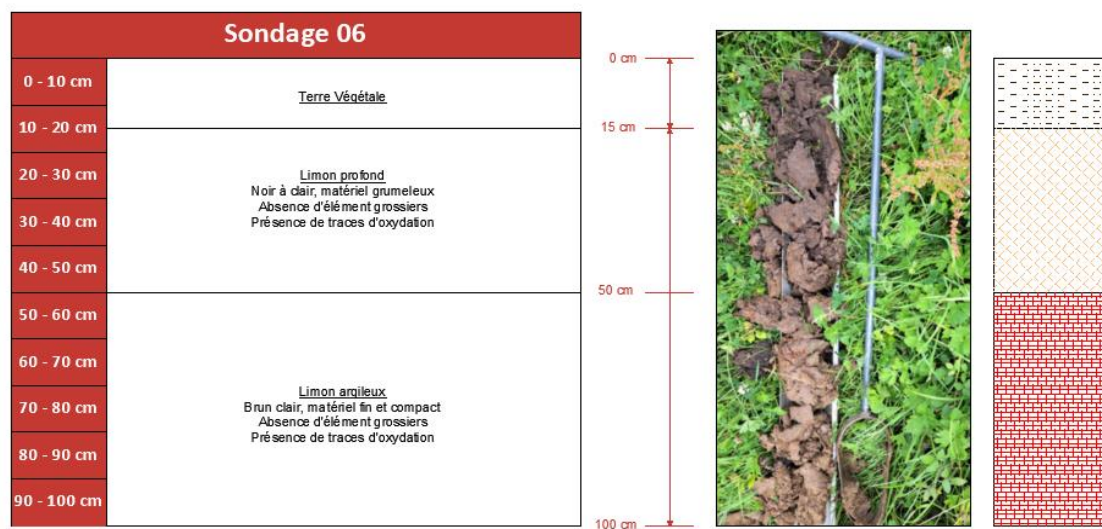 Sondage 06
0 - 10 cm
Terre Végétale
10 - 20 cm
20 - 30 cm
Limon profond
Noir à clair, matériel grumeleux
Absence d'élément grossiers
Présence de traces d'oxydation
30 - 40 cm
40 - 50 cm
50 - 60 cm
60 - 70 cm
70 - 80 cm
Limon argileux
Brun clair, matériel fin et compact
Absence d'élément grossiers
Présence de traces d'oxydation
80 - 90 cm
90 - 100 cm
0 cm
15 cm
50 cm
100 cm